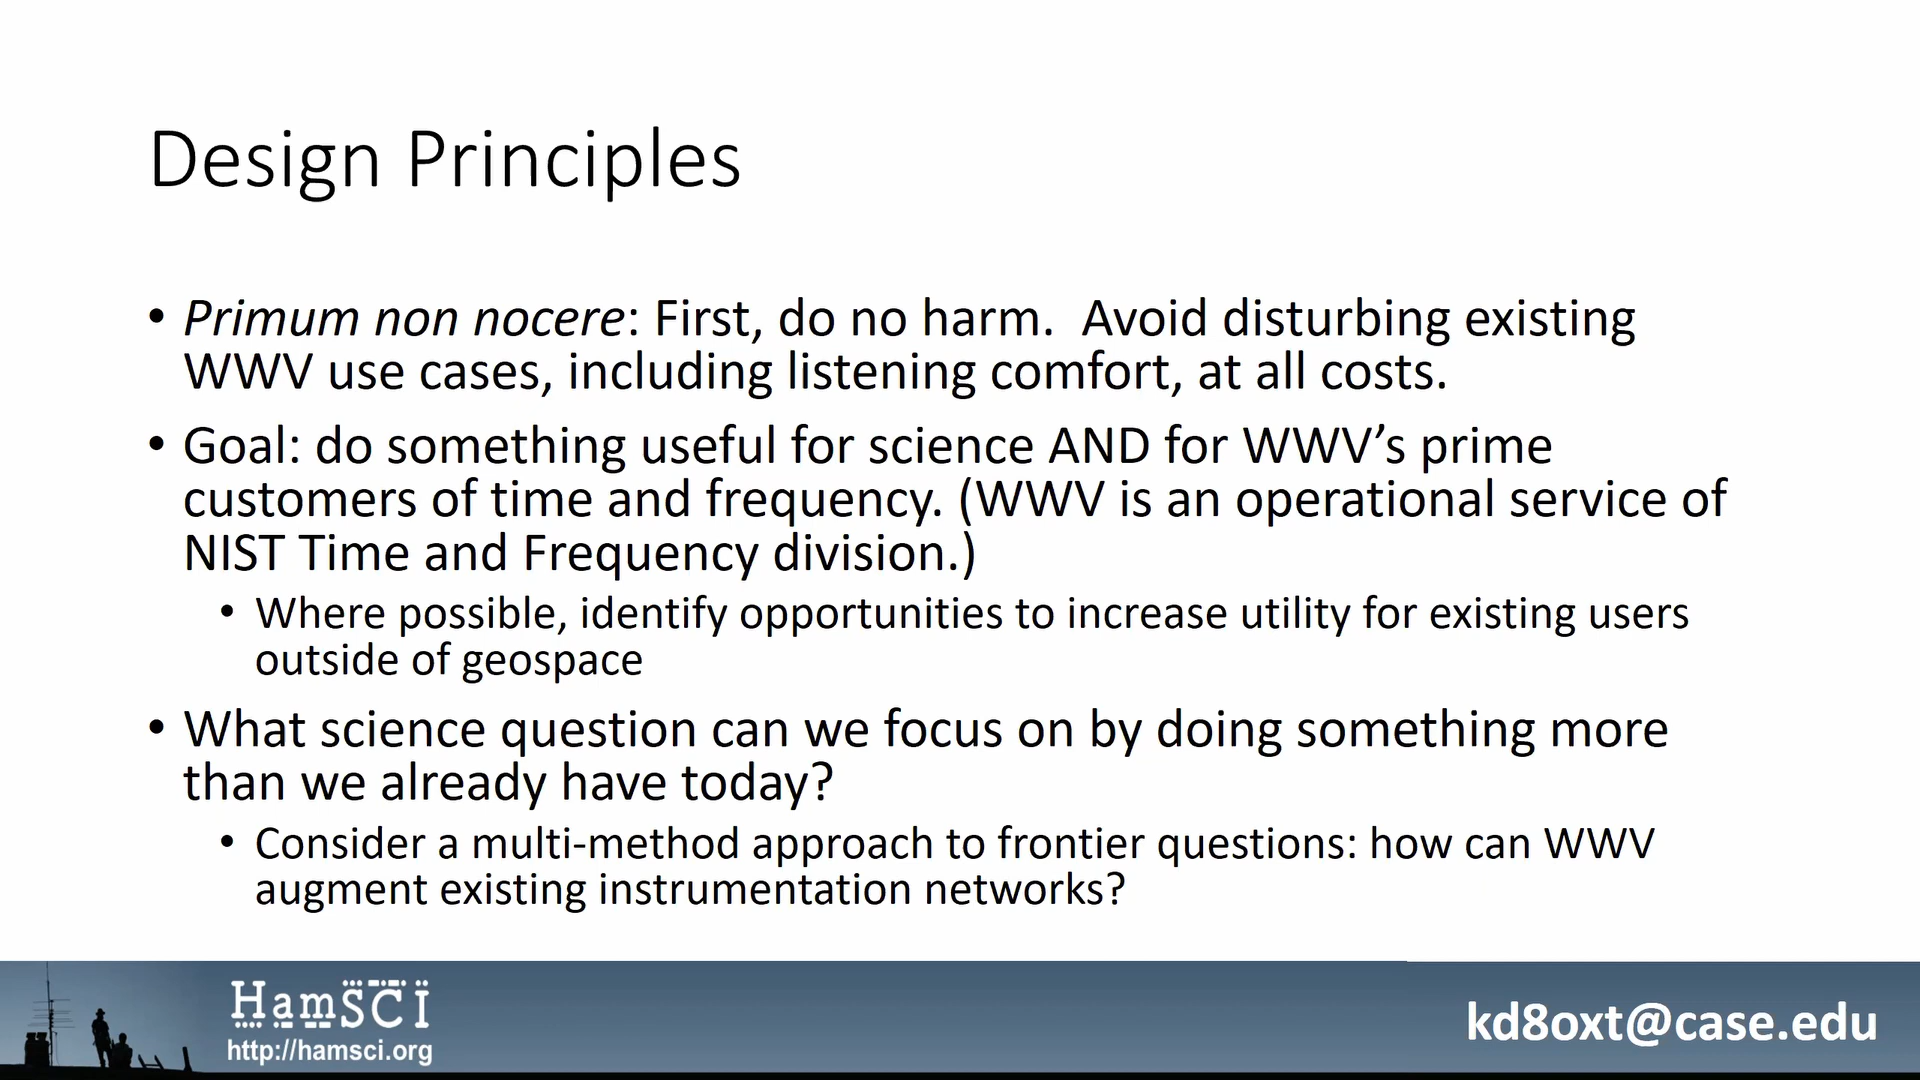 Design Principles
• Primum non nocere: First, do no harm.  Avoid disturbing existing
WWV use cases, including listening comfort, at all costs.
• Goal: do something useful for science AND for WWV’s prime
customers of time and frequency. (WWV is an operational service of
NIST Time and Frequency division.)
• Where possible, identify opportunities to increase utility for existing users
outside of geospace
• What science question can we focus on by doing something more
than we already have today?
• Consider a multi-method approach to frontier questions: how can WWV
augment existing instrumentation networks?
HamSCI
http://hamsci.org
kd8oxt@case.edu